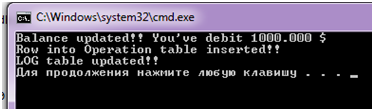 C:\Windows\system32\cmd.exe
Balance updated!! You've debit 1000.000 $
Row into Operation table inserted!!
LOG table updated!!
Для продолжения нажмите любую клавишу . . . _